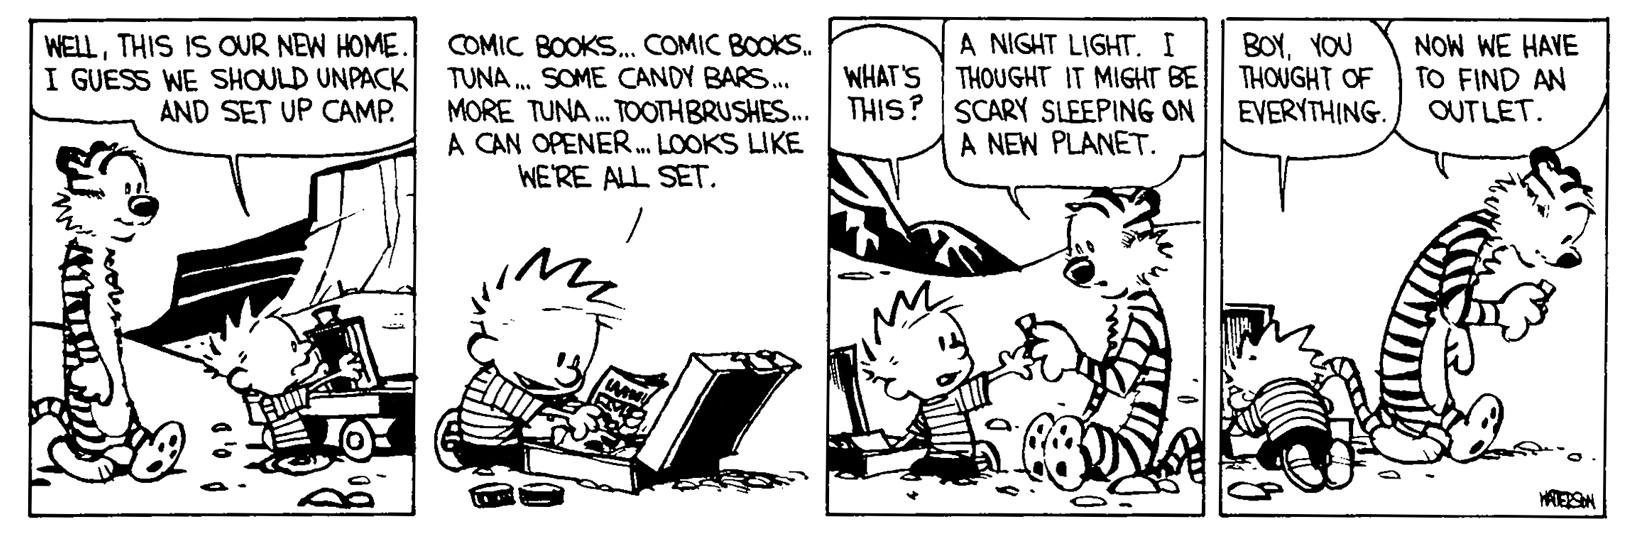 WELL, THIS IS OUR NEW HOME.
I GUESS WE SHOULD UNPACK
AND SET UP CAMP.
COMIC BOOKS... COMIC BOOKS..
TUNA... SOME CANDY BARS...
MORE TUNA... TOOTHBRUSHES...
A CAN OPENER... LOOKS LIKE
WE'RE ALL SET.
WHAT'S
THIS?
A NIGHT LIGHT. I
THOUGHT IT MIGHT BE
SCARY SLEEPING ON
A NEW PLANET.
BOY, YOU
THOUGHT OF
EVERYTHING.
NOW WE HAVE
TO FIND AN
OUTLET.
WATERSON